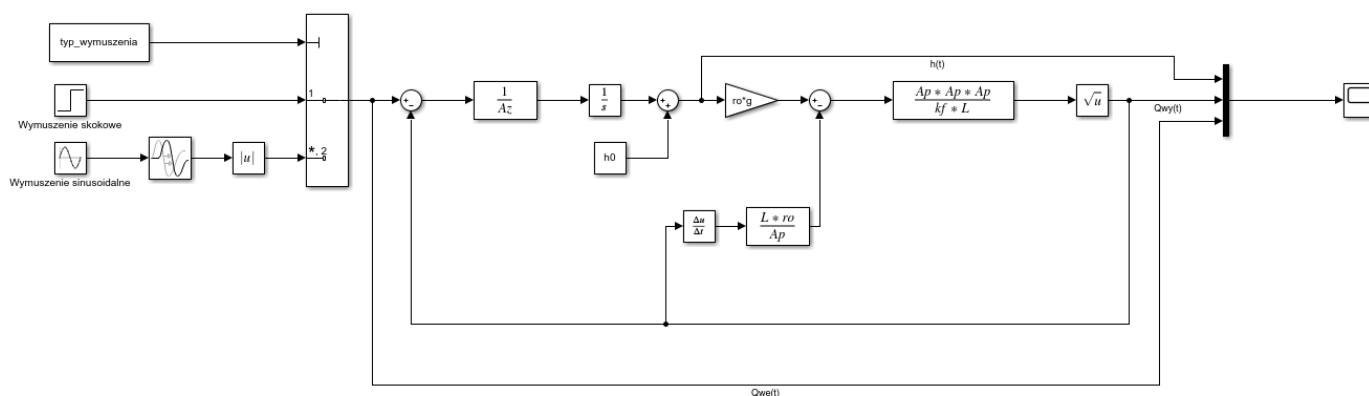 typ_wymuszenia
1
Wymuszenie skokowe
*, 2
|u|
Wymuszenie sinusoidalne
+
−
1
Az
1
s
+
+
h0
h(t)
ro*g
+
−
Ap * Ap * Ap
kf * L
√u
Qwy(t)
Δu
Δt
L * ro
Ap
Qwe(t)